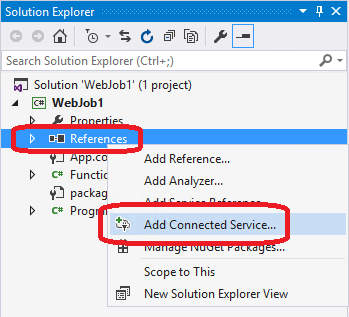 Solution Explorer
Search Solution Explorer (Ctrl+;)
Solution 'WebJob1' (1 project)
C# WebJob1
Properties
References
App.co
C# Functio
packag
C# Progra
Add Reference...
Add Analyzer...
Add Service Reference...
Add Connected Service...
Manage NuGet Packages...
Scope to This
New Solution Explorer View